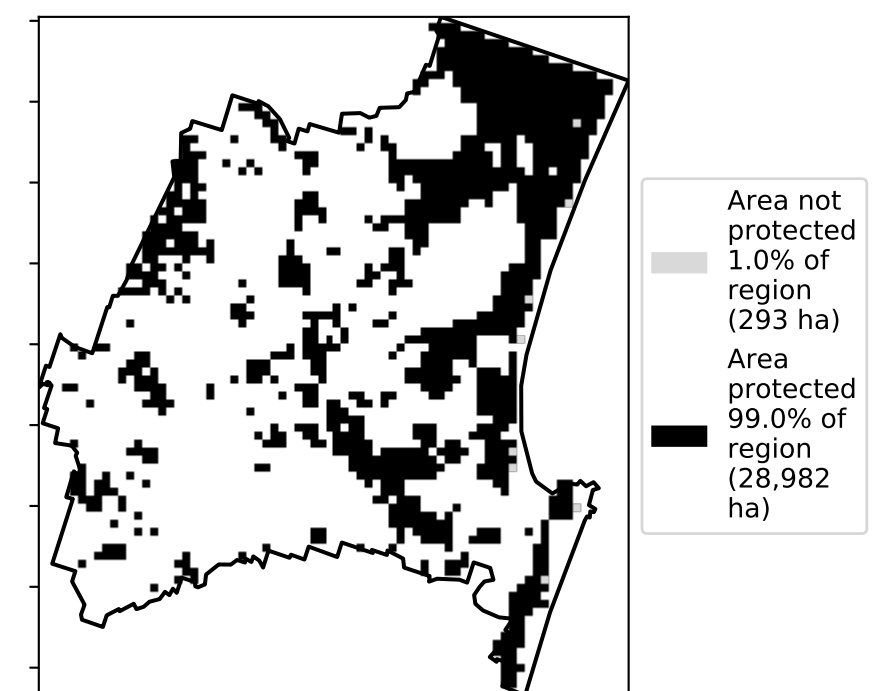 Area not
protected
1.0% of
region
(293 ha)
Area
protected
99.0% of
region
(28,982
ha)